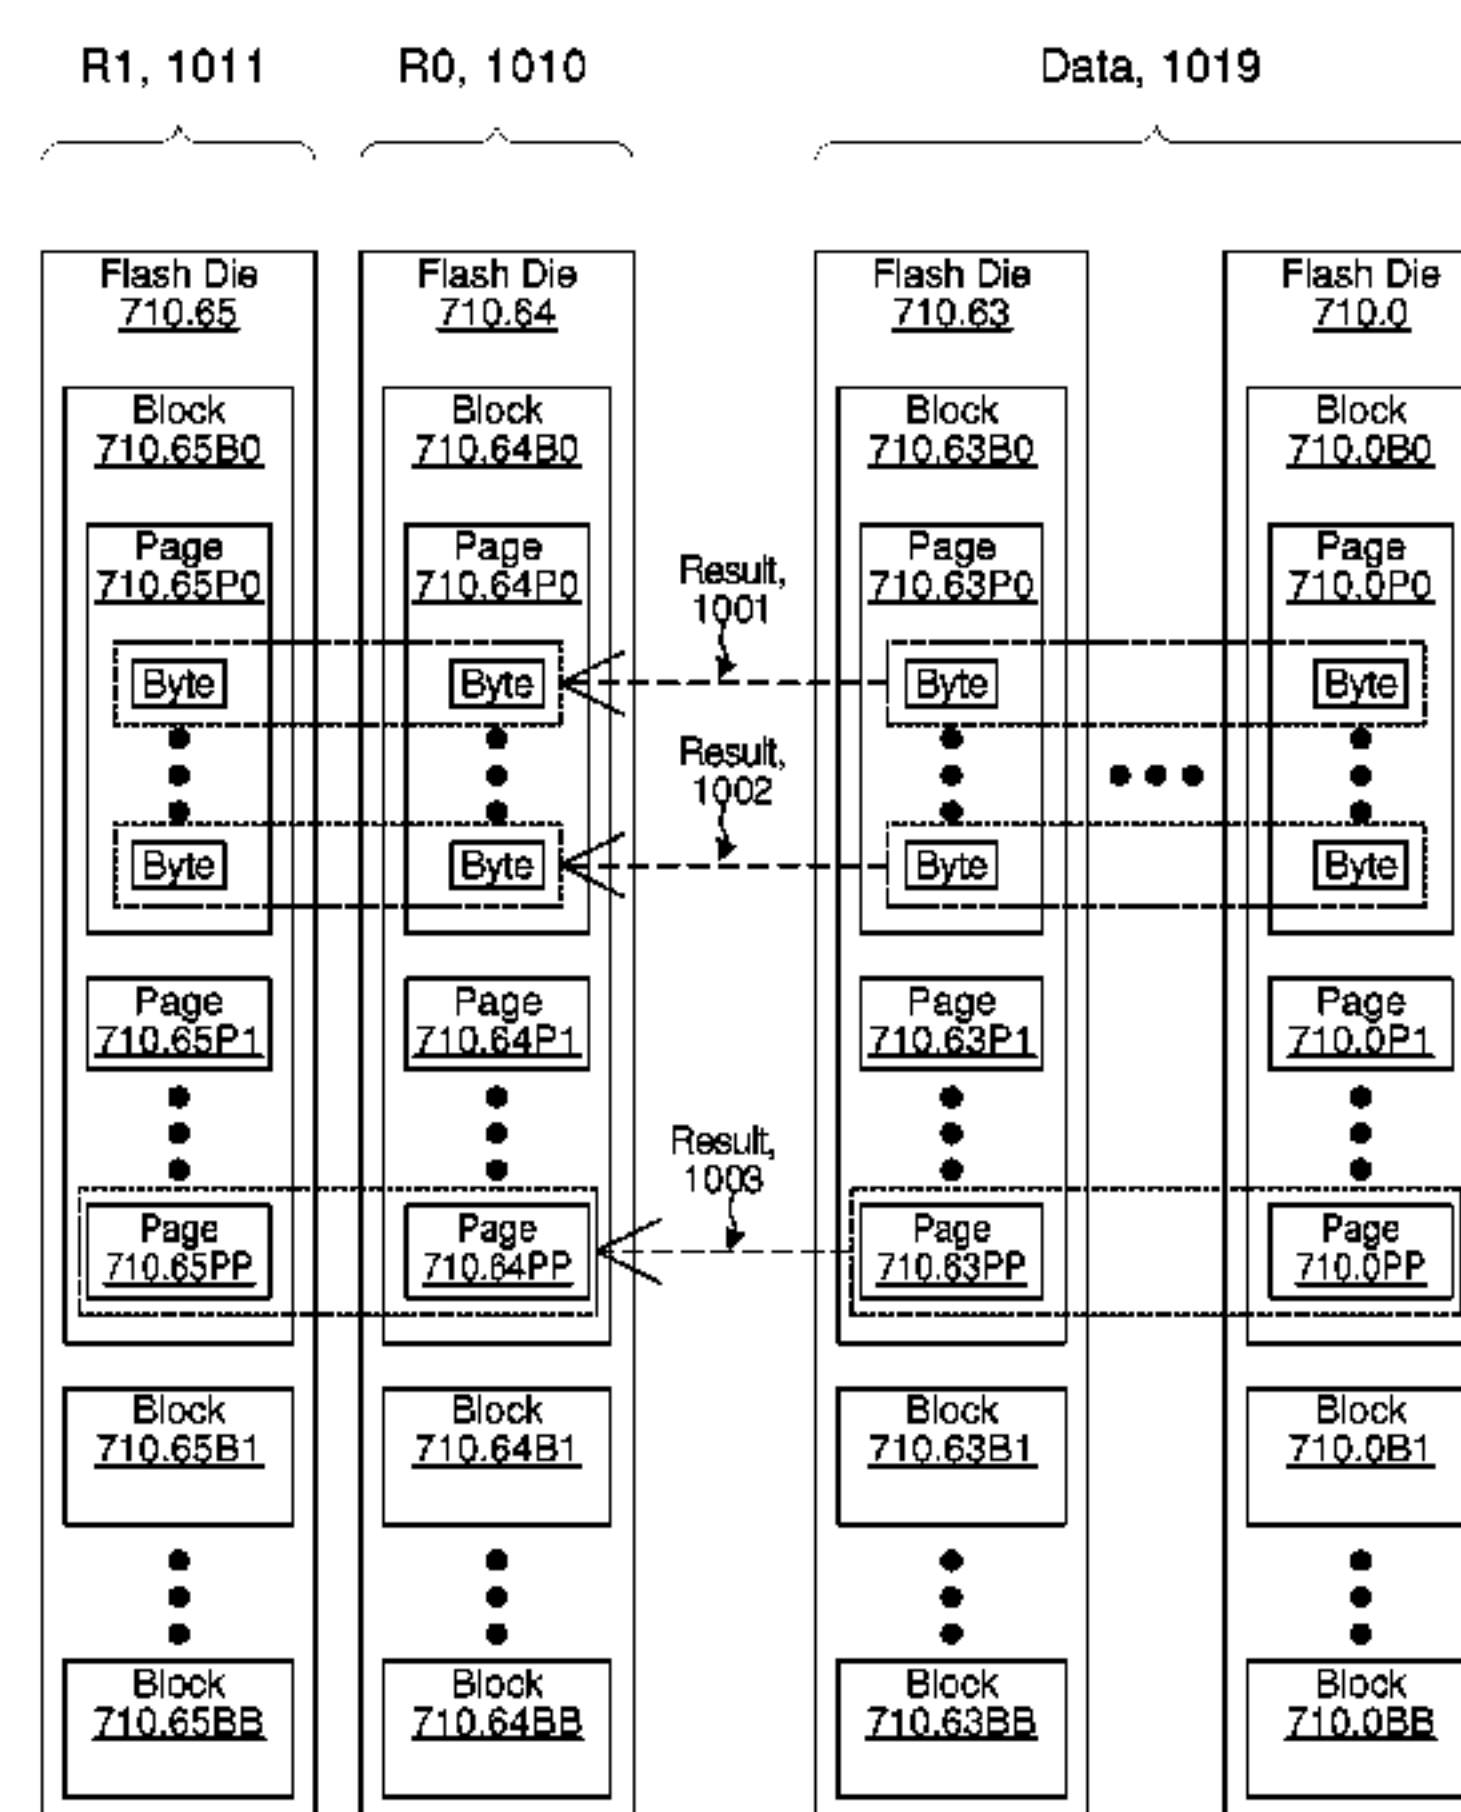 R1, 1011
R0, 1010
Data, 1019
Flash Die
710.65
Flash Die
710.64
Flash Die
710.63
Flash Die
710.0
Block
710.65B0
Block
710.64B0
Block
710.63B0
Block
710.0B0
Page
710.65P0
Page
710.64P0
Result,
1001
Page
710.63P0
Page
710.0P0
Byte
Byte
Byte
Byte
Result,
1002
Byte
Byte
Byte
Byte
Page
710.65P1
Page
710.64P1
Page
710.63P1
Page
710.0P1
Result,
1003
Page
710.65PP
Page
710.64PP
Page
710.63PP
Page
710.0PP
Block
710.65B1
Block
710.64B1
Block
710.63B1
Block
710.0B1
Block
710.65BB
Block
710.64BB
Block
710.63BB
Block
710.0BB